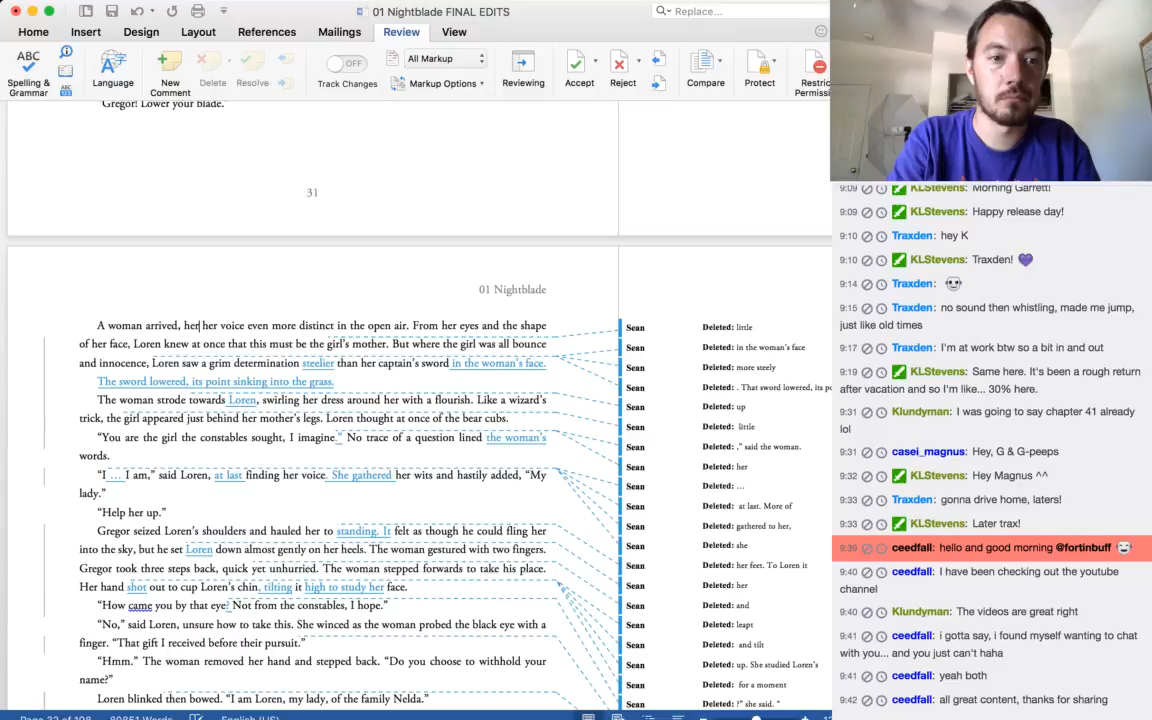 01 Nightblade FINAL EDITS
Replace...
Home Insert Design Layout References Mailings Review View
ABC
Spelling & Grammar
Language
New Comment
Delete
Resolve
OFF
Track Changes
All Markup
Markup Options
Reviewing
Accept
Reject
Compare
Protect
Restric
Permissi
Gregor! Lower your blade."
31
01 Nightblade
A woman arrived, her her voice even more distinct in the open air. From her eyes and the shape
of her face, Loren knew at once that this must be the girl's mother. But where the girl was all bounce
and innocence, Loren saw a grim determination steelier than her captain's sword in the woman's face.
The sword lowered, its point sinking into the grass.
The woman strode towards Loren, swirling her dress around her with a flourish. Like a wizard's
trick, the girl appeared just behind her mother's legs. Loren thought at once of the bear cubs.
“You are the girl the constables sought, I imagine.” No trace of a question lined the woman's
words.
“I … I am,” said Loren, at last finding her voice. She gathered her wits and hastily added, “My
lady.”
“Help her up.”
Gregor seized Loren's shoulders and hauled her to standing. It felt as though he could fling her
into the sky, but he set Loren down almost gently on her heels. The woman gestured with two fingers.
Gregor took three steps back, quick yet unhurried. The woman stepped forwards to take his place.
Her hand shot out to cup Loren's chin, tilting it high to study her face.
“How came you by that eye? Not from the constables, I hope.”
“No,” said Loren, unsure how to take this. She winced as the woman probed the black eye with a
finger. “That gift I received before their pursuit.”
“Hmm.” The woman removed her hand and stepped back. “Do you choose to withhold your
name?”
Loren blinked then bowed. “I am Loren, my lady, of the family Nelda.”
Sean Deleted: little
Sean Deleted: in the woman's face
Sean Deleted: more steely
Sean Deleted: . That sword lowered, its po
Sean Deleted: up
Sean Deleted: little
Sean Deleted: ,” said the woman.
Sean Deleted: her
Sean Deleted: …
Sean Deleted: at last. More of
Sean Deleted: gathered to her,
Sean Deleted: she
Sean Deleted: her feet. To Loren it
Sean Deleted: her
Sean Deleted: and
Sean Deleted: leapt
Sean Deleted: and tilt
Sean Deleted: up. She studied Loren's
Sean Deleted: for a moment
Sean Deleted: ?” she said. “
Page 32 of 198 80851 Words English (US)
9:09 KLStevens: Morning Garrett!
9:09 KLStevens: Happy release day!
9:10 Traxden: hey K
9:10 KLStevens: Traxden!
9:14 Traxden:
9:15 Traxden: no sound then whistling, made me jump,
just like old times
9:17 Traxden: I'm at work btw so a bit in and out
9:19 KLStevens: Same here. It's been a rough return
after vacation and so I'm like... 30% here.
9:31 Klundyman: I was going to say chapter 41 already
lol
9:31 casei_magnus: Hey, G & G-peeps
9:32 KLStevens: Hey Magnus ^^
9:33 Traxden: gonna drive home, laters!
9:33 KLStevens: Later trax!
9:39 ceedfall: hello and good morning @fortinbuff
9:40 ceedfall: I have been checking out the youtube
channel
9:40 Klundyman: The videos are great right
9:41 ceedfall: i gotta say, i found myself wanting to chat
with you... and you just can't haha
9:41 ceedfall: yeah both
9:42 ceedfall: all great content, thanks for sharing